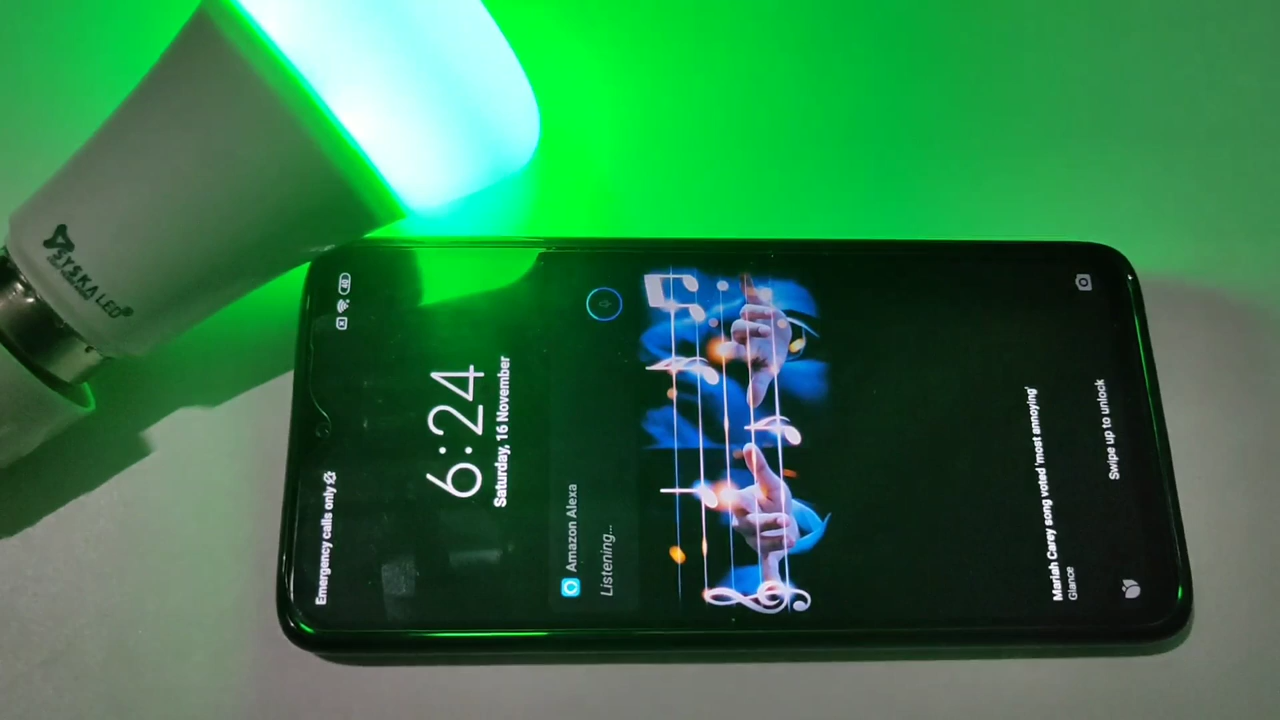 SYSKA LED
Emergency calls only
40
6:24
Saturday, 16 November
Amazon Alexa
Listening...
Mariah Carey song voted 'most annoying'
Glance
Swipe up to unlock